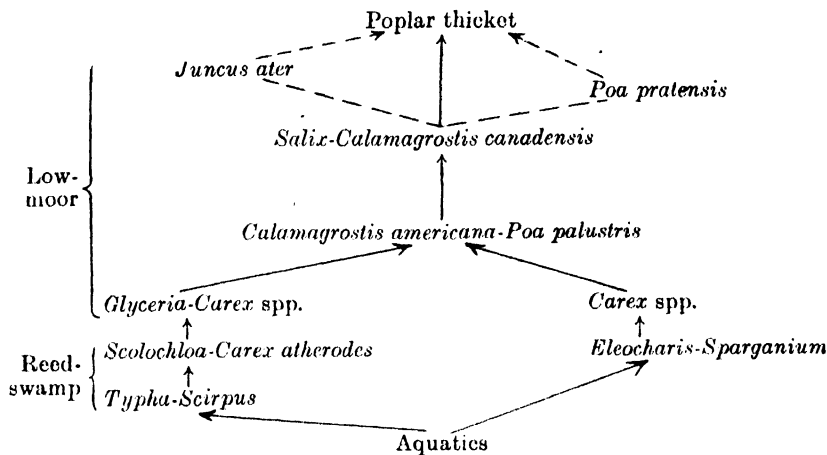 Poplar thicket
Juncus ater
Poa pratensis
Salix-Calamagrostis canadensis
Low-
moor
Calamagrostis americana-Poa palustris
Glyceria-Carex spp.
Carex spp.
Reed-
swamp
Scolochloa-Carex atherodes
Eleocharis-Sparganium
Typha-Scirpus
Aquatics